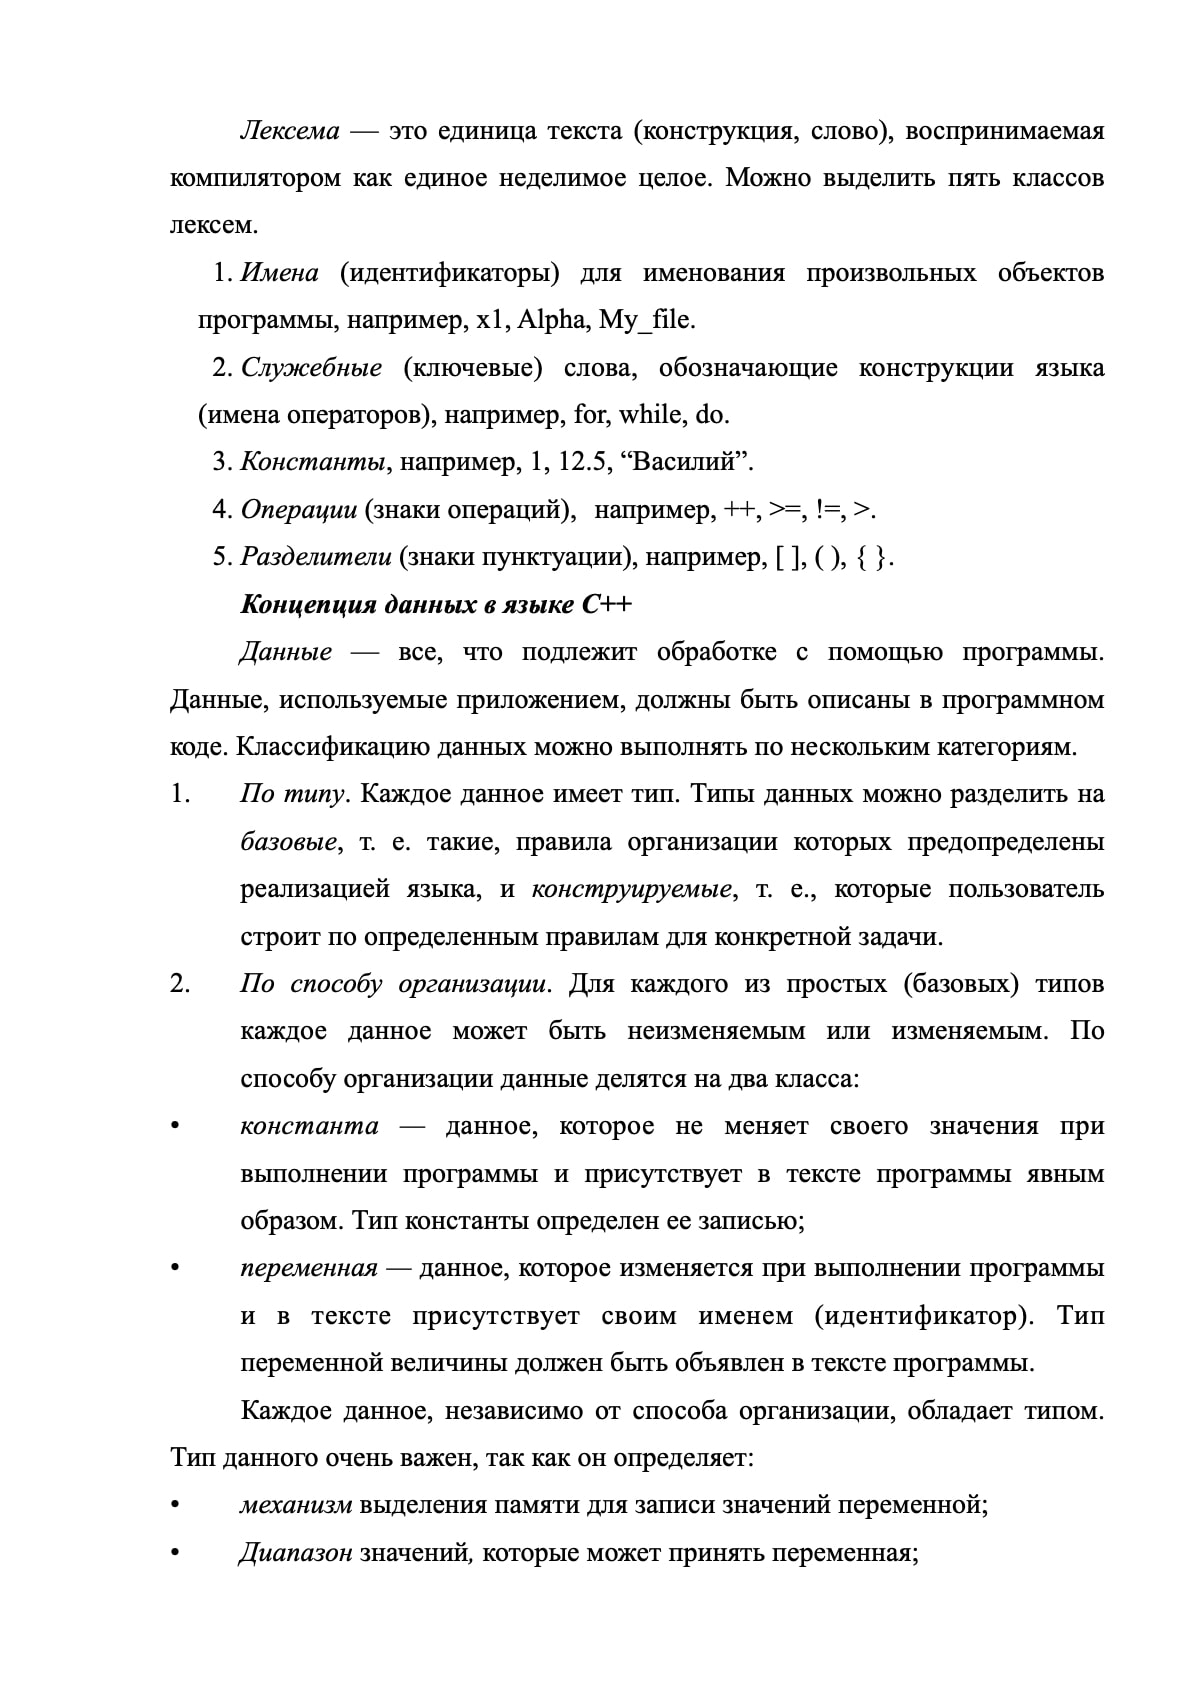 Лексема — это единица текста (конструкция, слово), воспринимаемая
компилятором как единое неделимое целое. Можно выделить пять классов
лексем.
1. Имена (идентификаторы) для именования произвольных объектов
программы, например, x1, Alpha, My_file.
2. Служебные (ключевые) слова, обозначающие конструкции языка
(имена операторов), например, for, while, do.
3. Константы, например, 1, 12.5, “Василий”.
4. Операции (знаки операций), например, ++, >=, !=, >.
5. Разделители (знаки пунктуации), например, [ ], ( ), { }.
Концепция данных в языке C++
Данные — все, что подлежит обработке с помощью программы.
Данные, используемые приложением, должны быть описаны в программном
коде. Классификацию данных можно выполнять по нескольким категориям.
1. По типу. Каждое данное имеет тип. Типы данных можно разделить на
базовые, т. е. такие, правила организации которых предопределены
реализацией языка, и конструируемые, т. е., которые пользователь
строит по определенным правилам для конкретной задачи.
2. По способу организации. Для каждого из простых (базовых) типов
каждое данное может быть неизменяемым или изменяемым. По
способу организации данные делятся на два класса:
• константа — данное, которое не меняет своего значения при
выполнении программы и присутствует в тексте программы явным
образом. Тип константы определен ее записью;
• переменная — данное, которое изменяется при выполнении программы
и в тексте присутствует своим именем (идентификатор). Тип
переменной величины должен быть объявлен в тексте программы.
Каждое данное, независимо от способа организации, обладает типом.
Тип данного очень важен, так как он определяет:
• механизм выделения памяти для записи значений переменной;
• Диапазон значений, которые может принять переменная;